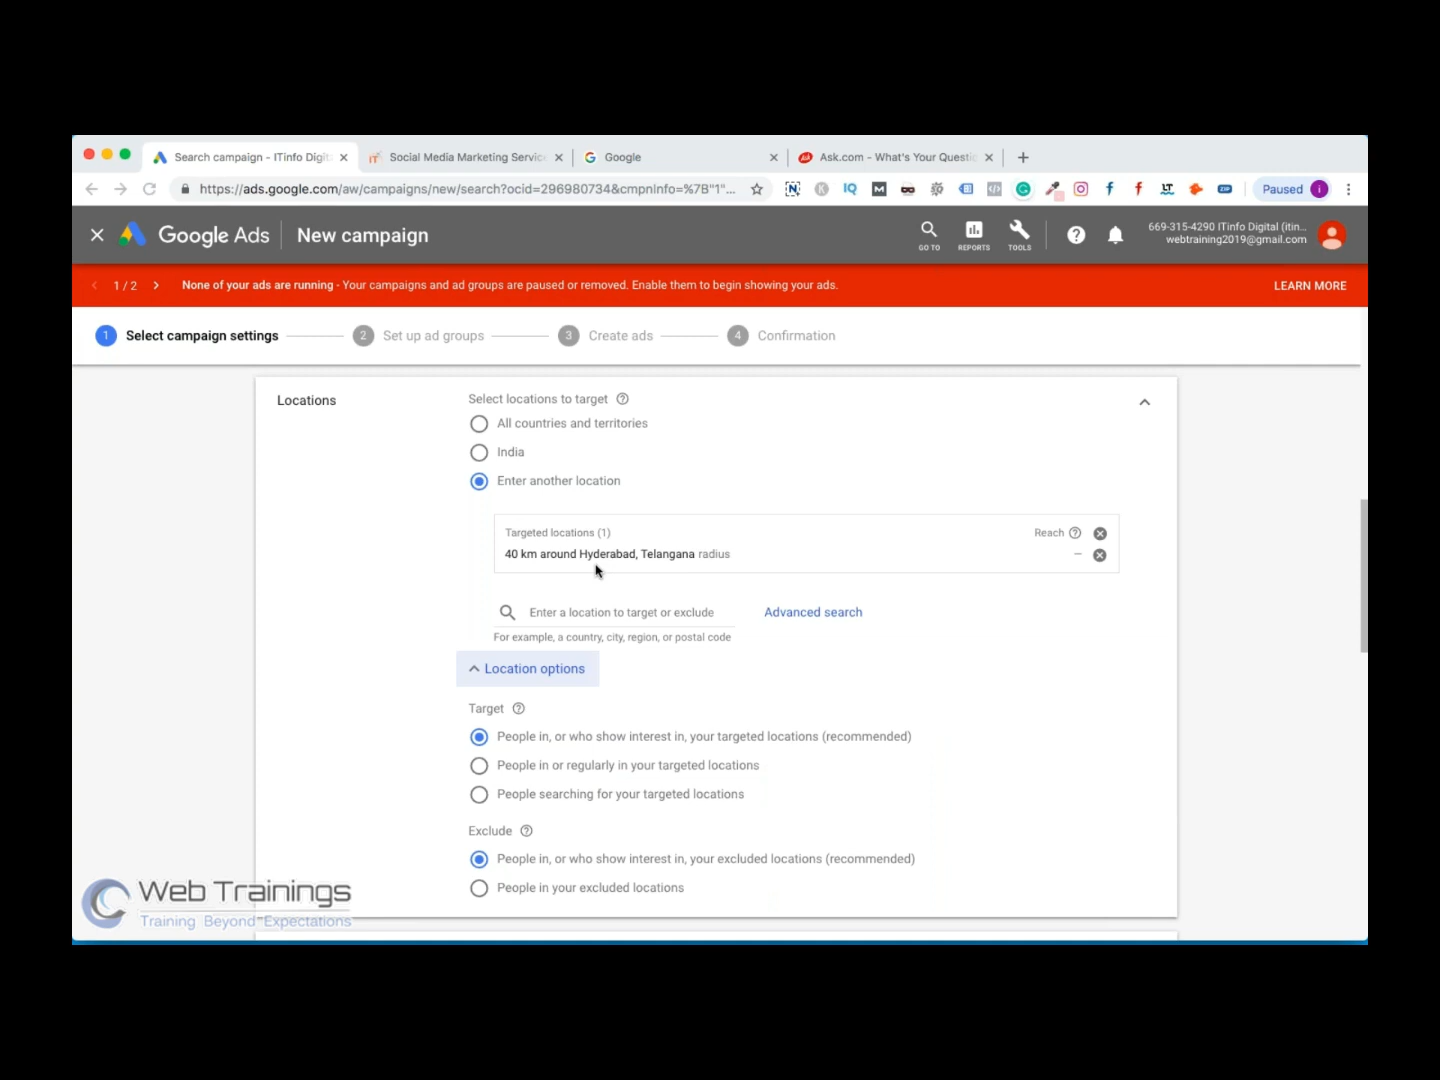 Search campaign - ITinfo Digit
Social Media Marketing Servic
Google
Ask.com - What's Your Questi
https://ads.google.com/aw/campaigns/new/search?ocid=296980734&cmpnInfo=%7B"1"...
IQ
Paused
i
Google Ads
New campaign
GO TO
REPORTS
TOOLS
669-315-4290 ITinfo Digital (itin...
webtraining2019@gmail.com
1 / 2
None of your ads are running - Your campaigns and ad groups are paused or removed. Enable them to begin showing your ads.
LEARN MORE
1 Select campaign settings
2 Set up ad groups
3 Create ads
4 Confirmation
Locations
Select locations to target
All countries and territories
India
Enter another location
Targeted locations (1)
Reach
40 km around Hyderabad, Telangana radius
–
Enter a location to target or exclude
Advanced search
For example, a country, city, region, or postal code
Location options
Target
People in, or who show interest in, your targeted locations (recommended)
People in or regularly in your targeted locations
People searching for your targeted locations
Exclude
People in, or who show interest in, your excluded locations (recommended)
People in your excluded locations
Web Trainings
Training Beyond Expectations